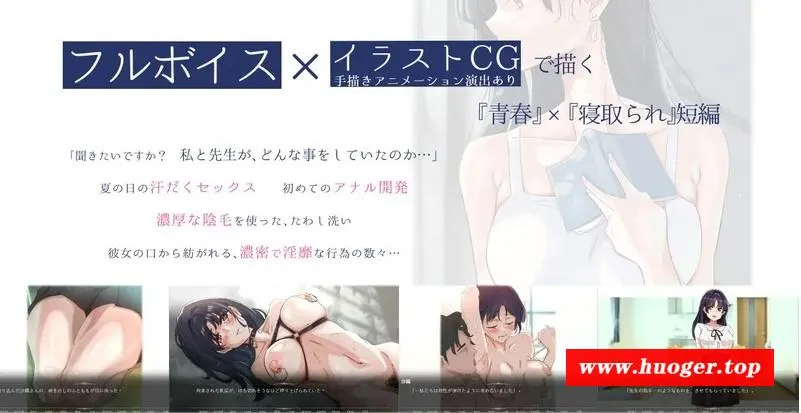 フルボイス × イラストCG で描く
手描きアニメーション演出あり
『青春』×『寝取られ』短編
「聞きたいですか? 私と先生が、どんな事をしていたのか…」
夏の日の汗だくセックス 初めてのアナル開発
濃厚な陰毛を使った、たわし洗い
彼女の口から紡がれる、濃密で淫靡な行為の数々…
www.huoger.top